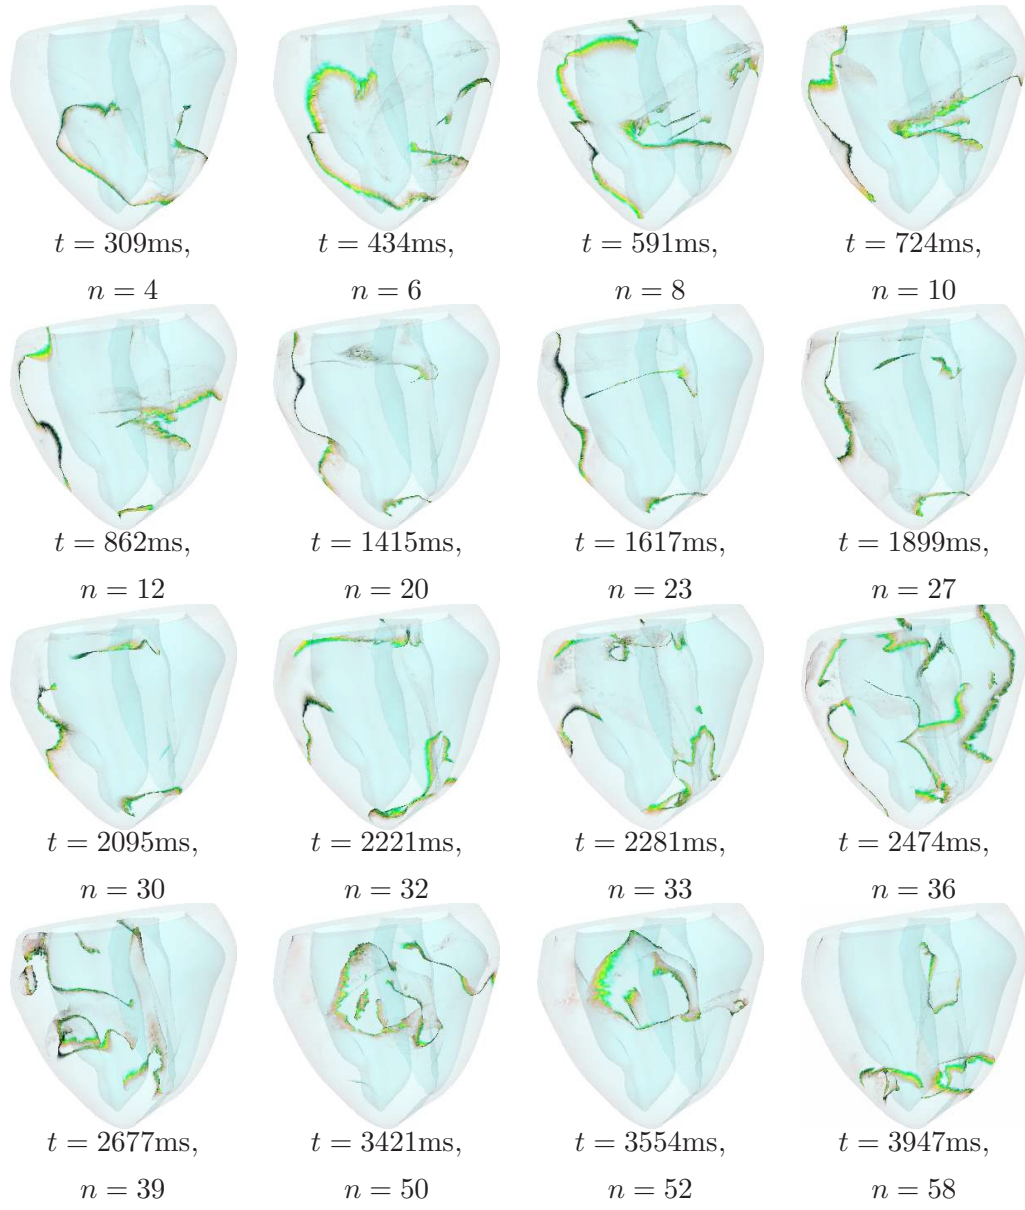 t = 309ms, t = 434ms, t = 591ms, t = 724ms,
n = 4 n = 6 n = 8 n = 10
t = 862ms, t = 1415ms, t = 1617ms, t = 1899ms,
n = 12 n = 20 n = 23 n = 27
t = 2095ms, t = 2221ms, t = 2281ms, t = 2474ms,
n = 30 n = 32 n = 33 n = 36
t = 2677ms, t = 3421ms, t = 3554ms, t = 3947ms,
n = 39 n = 50 n = 52 n = 58